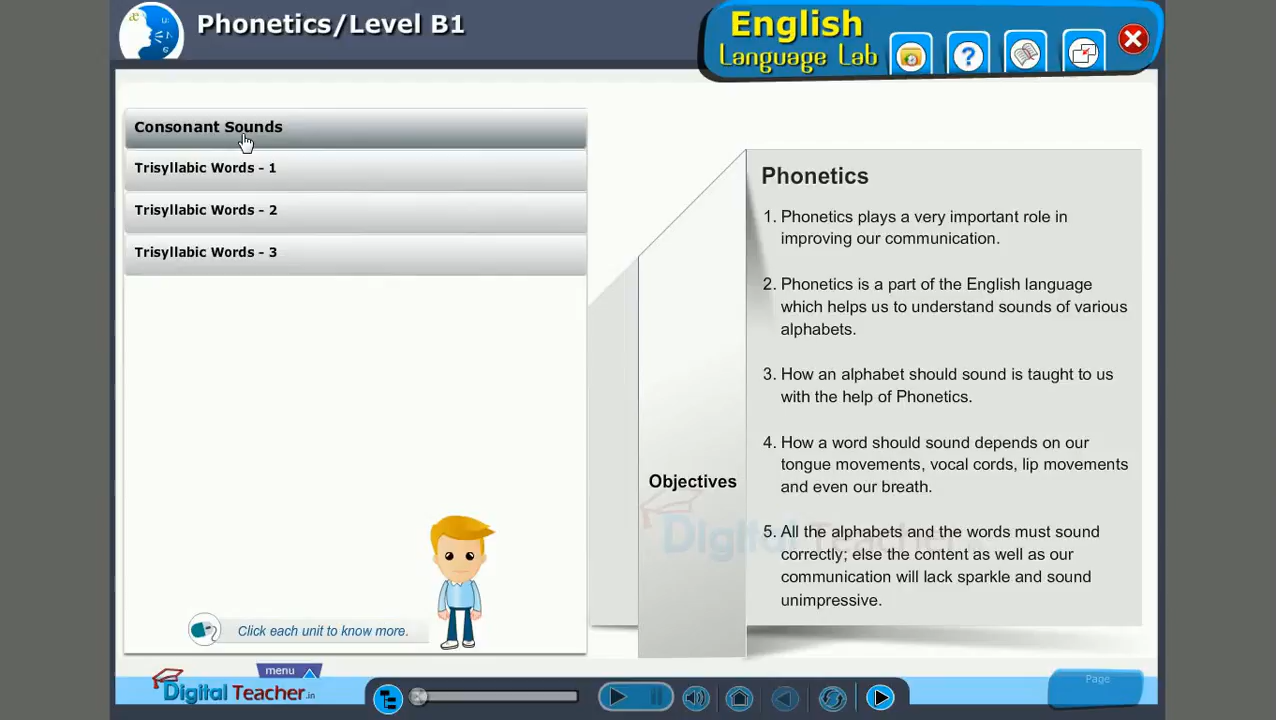 Phonetics/Level B1
English
Language Lab
Consonant Sounds
Trisyllabic Words - 1
Trisyllabic Words - 2
Trisyllabic Words - 3
Click each unit to know more.
Objectives
Phonetics
1. Phonetics plays a very important role in
improving our communication.
2. Phonetics is a part of the English language
which helps us to understand sounds of various
alphabets.
3. How an alphabet should sound is taught to us
with the help of Phonetics.
4. How a word should sound depends on our
tongue movements, vocal cords, lip movements
and even our breath.
5. All the alphabets and the words must sound
correctly; else the content as well as our
communication will lack sparkle and sound
unimpressive.
Digital Teacher
menu
Digital Teacher.in
Page